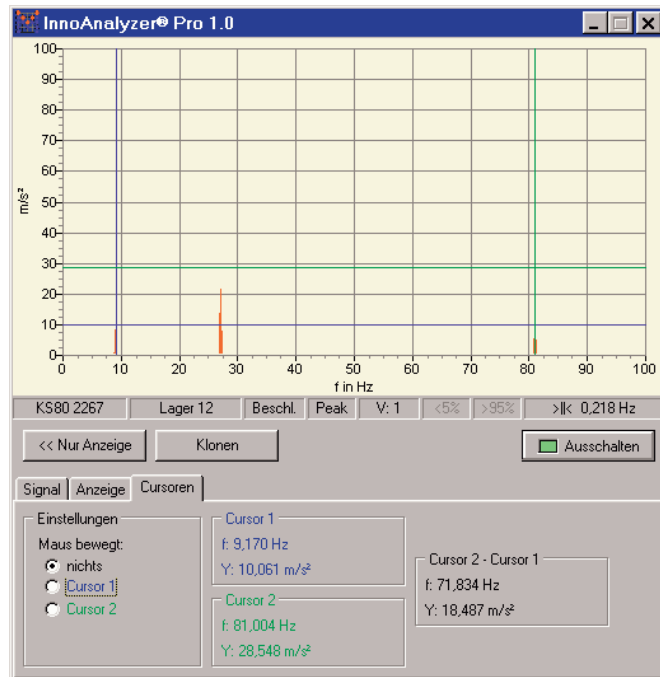 InnoAnalyzer® Pro 1.0
100
90
80
70
60
50
40
30
20
10
0
m/s²
0 10 20 30 40 50 60 70 80 90 100
f in Hz
KS80 2267 Lager 12 Beschl. Peak V: 1 <5% >95% >||< 0,218 Hz
<< Nur Anzeige Klonen Ausschalten
Signal Anzeige Cursoren
Einstellungen
Maus bewegt:
nichts
Cursor 1
Cursor 2
Cursor 1
f: 9,170 Hz
Y: 10,061 m/s²
Cursor 2
f: 81,004 Hz
Y: 28,548 m/s²
Cursor 2 - Cursor 1
f: 71,834 Hz
Y: 18,487 m/s²